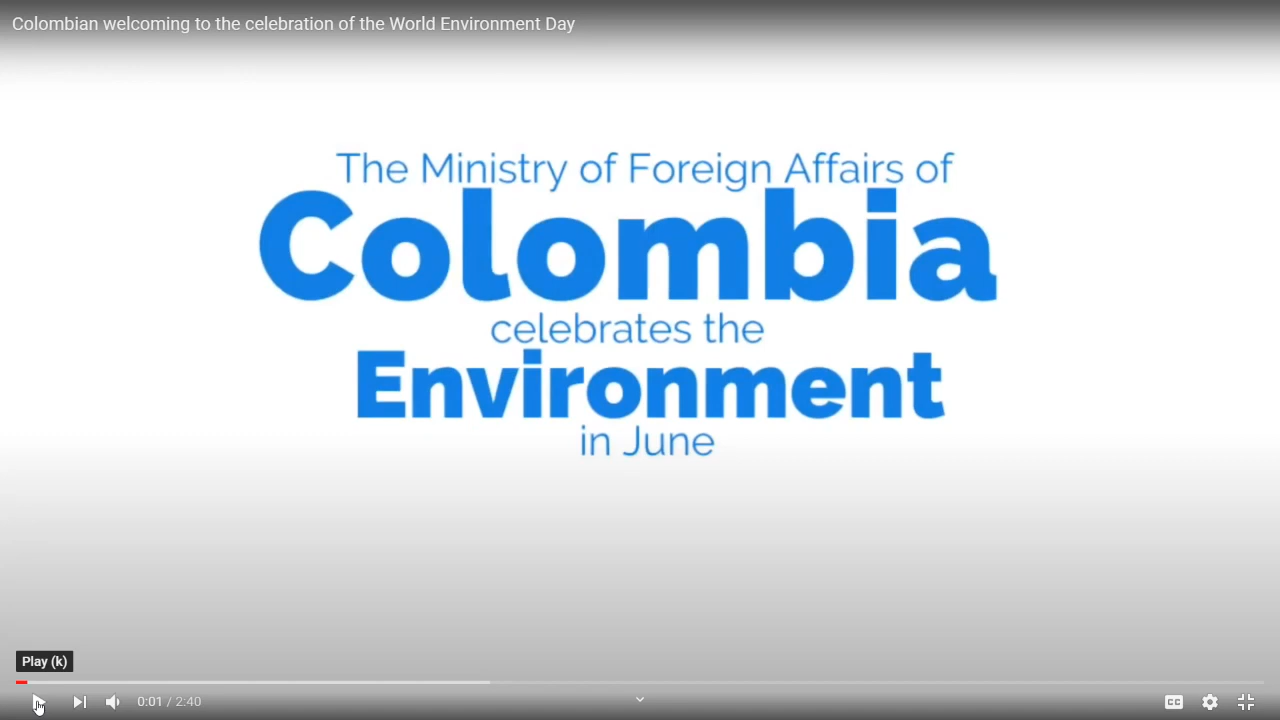 Colombian welcoming to the celebration of the World Environment Day
The Ministry of Foreign Affairs of
Colombia
celebrates the
Environment
in June
Play (k)
0:01 / 2:40
CC